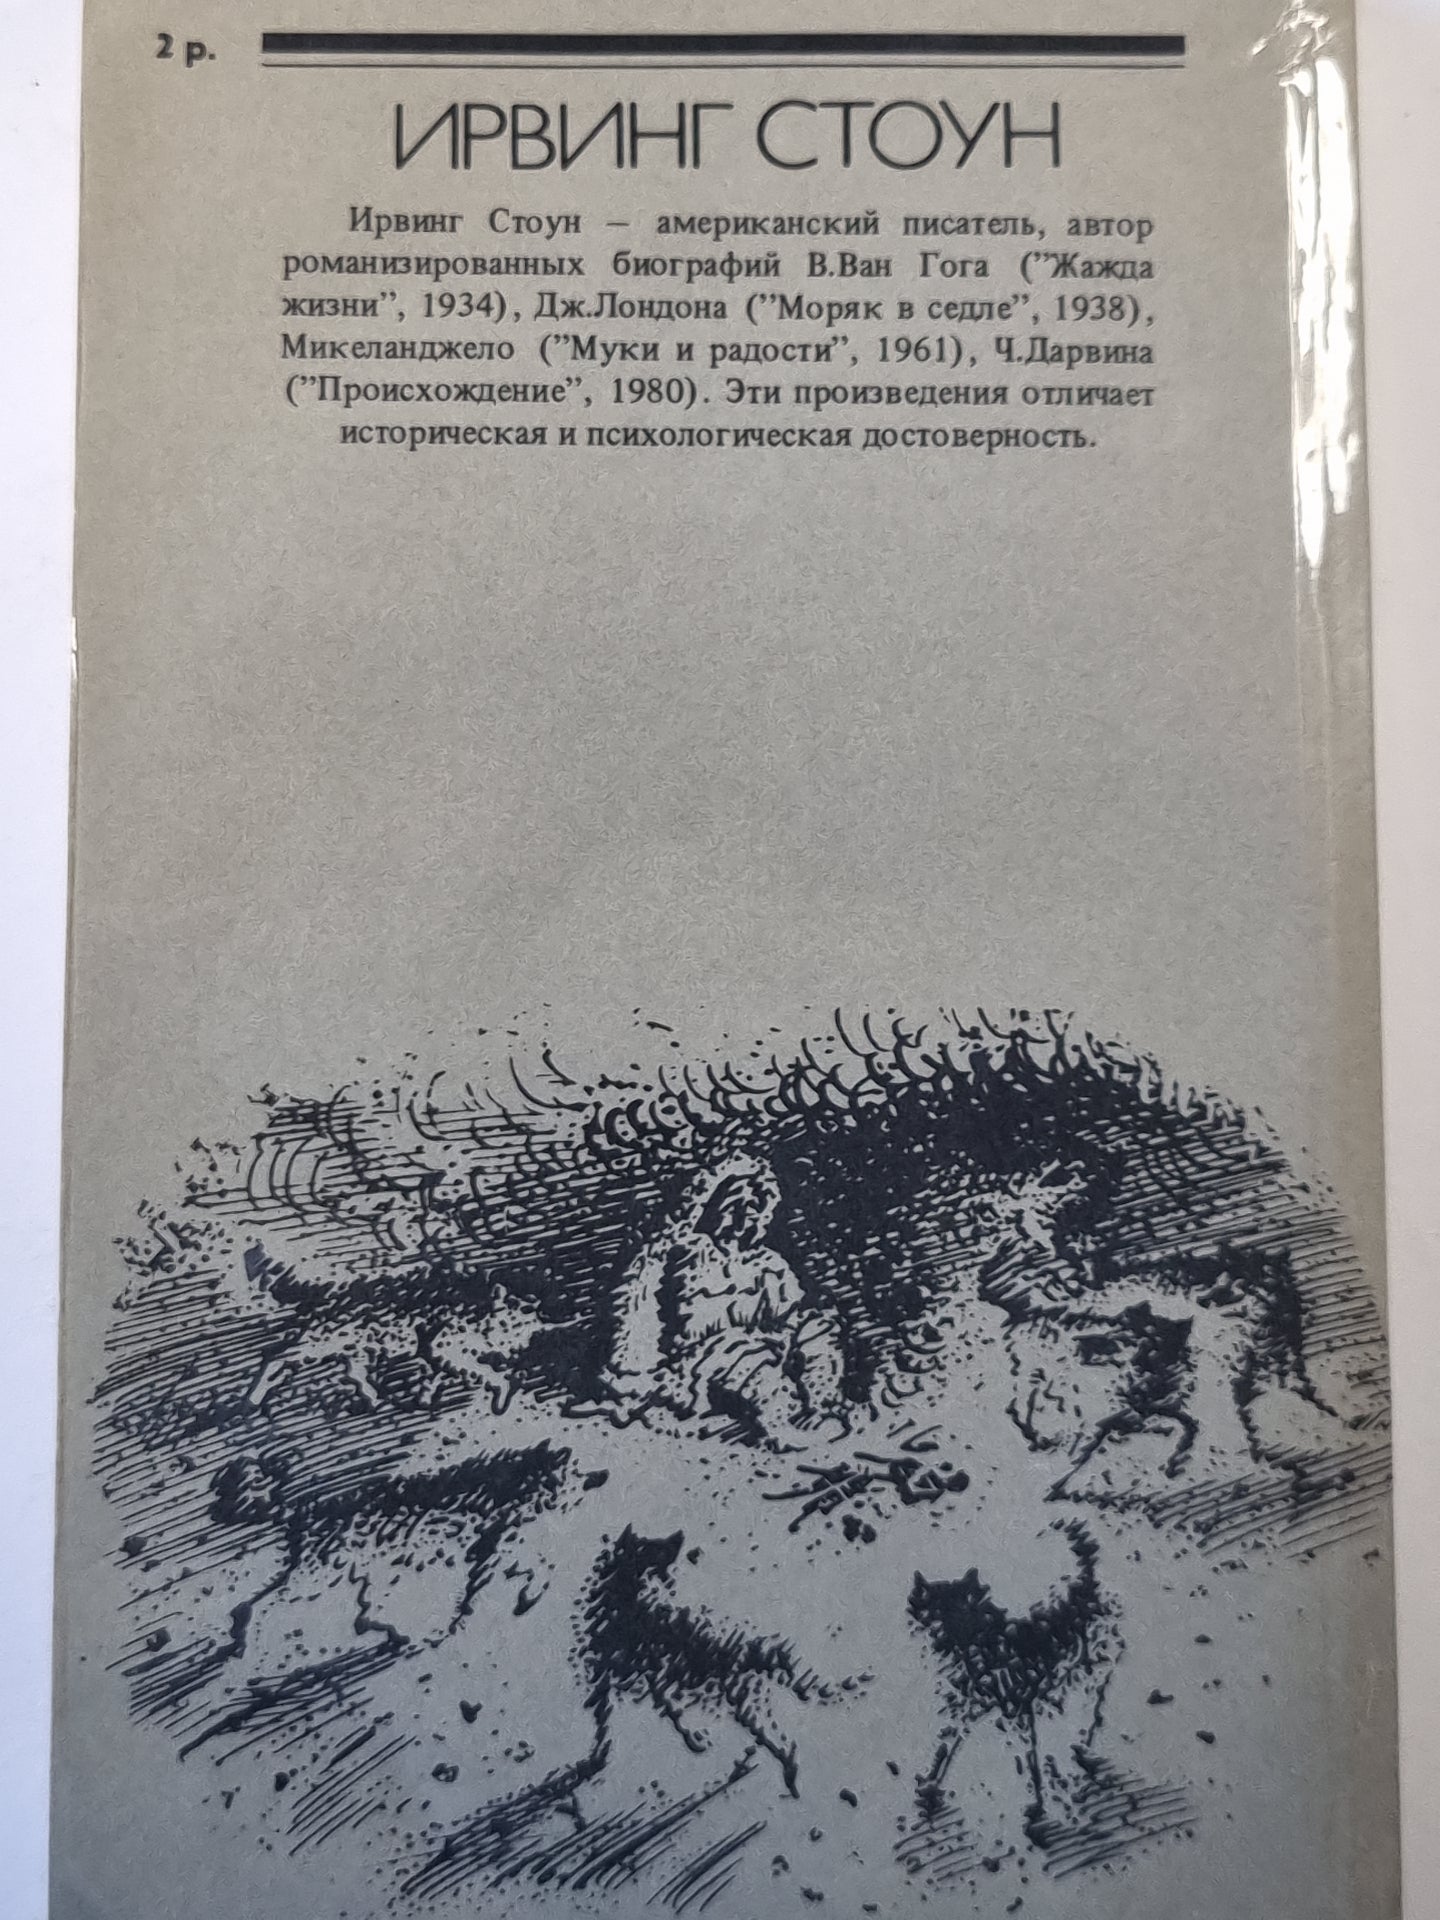 2 р.
ИРВИНГ СТОУН
Ирвинг Стоун — американский писатель, автор
романизированных биографий В.Ван Гога (”Жажда
жизни”, 1934), Дж.Лондона (”Моряк в седле”, 1938),
Микеланджело (”Муки и радости”, 1961), Ч.Дарвина
(”Происхождение”, 1980). Эти произведения отличает
историческая и психологическая достоверность.